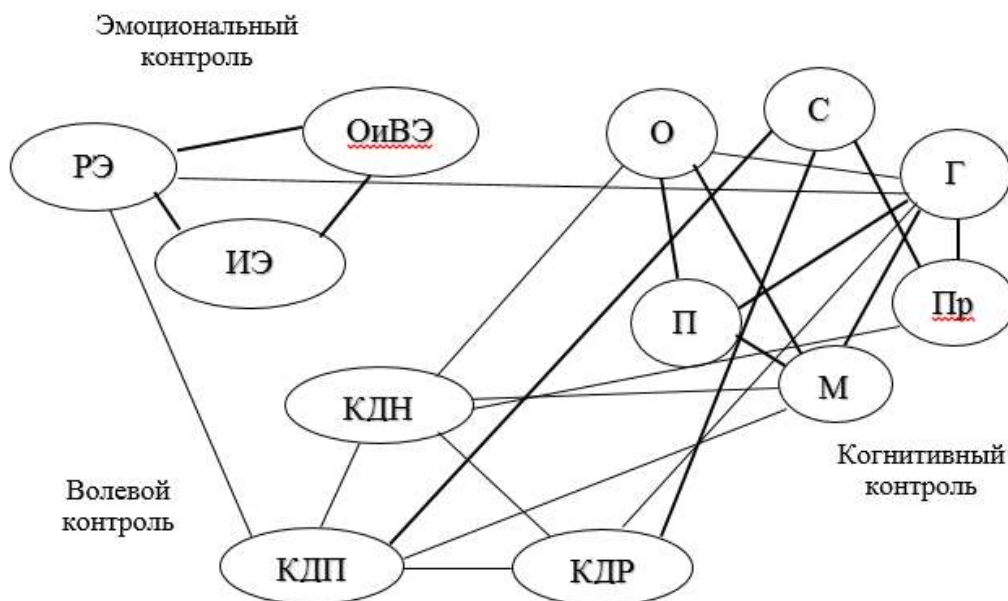 Эмоциональный
контроль
С
О
ОиВЭ
РЭ
Г
ИЭ
Пр
П
М
КДН
Когнитивный
контроль
Волевой
контроль
КДП
КДР